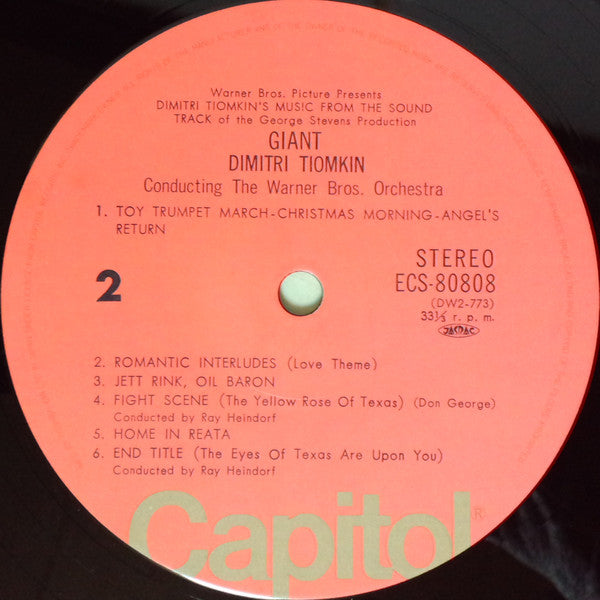 Warner Bros. Picture Presents
DIMITRI TIOMKIN'S MUSIC FROM THE SOUND
TRACK of the George Stevens Production
GIANT
DIMITRI TIOMKIN
Conducting The Warner Bros. Orchestra
1. TOY TRUMPET MARCH-CHRISTMAS MORNING-ANGEL'S
RETURN
2
STEREO
ECS-80808
(DW2-773)
33⅓ r. p. m.
JASRAC
2. ROMANTIC INTERLUDES (Love Theme)
3. JETT RINK, OIL BARON
4. FIGHT SCENE (The Yellow Rose Of Texas) (Don George)
Conducted by Ray Heindorf
5. HOME IN REATA
6. END TITLE (The Eyes Of Texas Are Upon You)
Conducted by Ray Heindorf
Capitol®